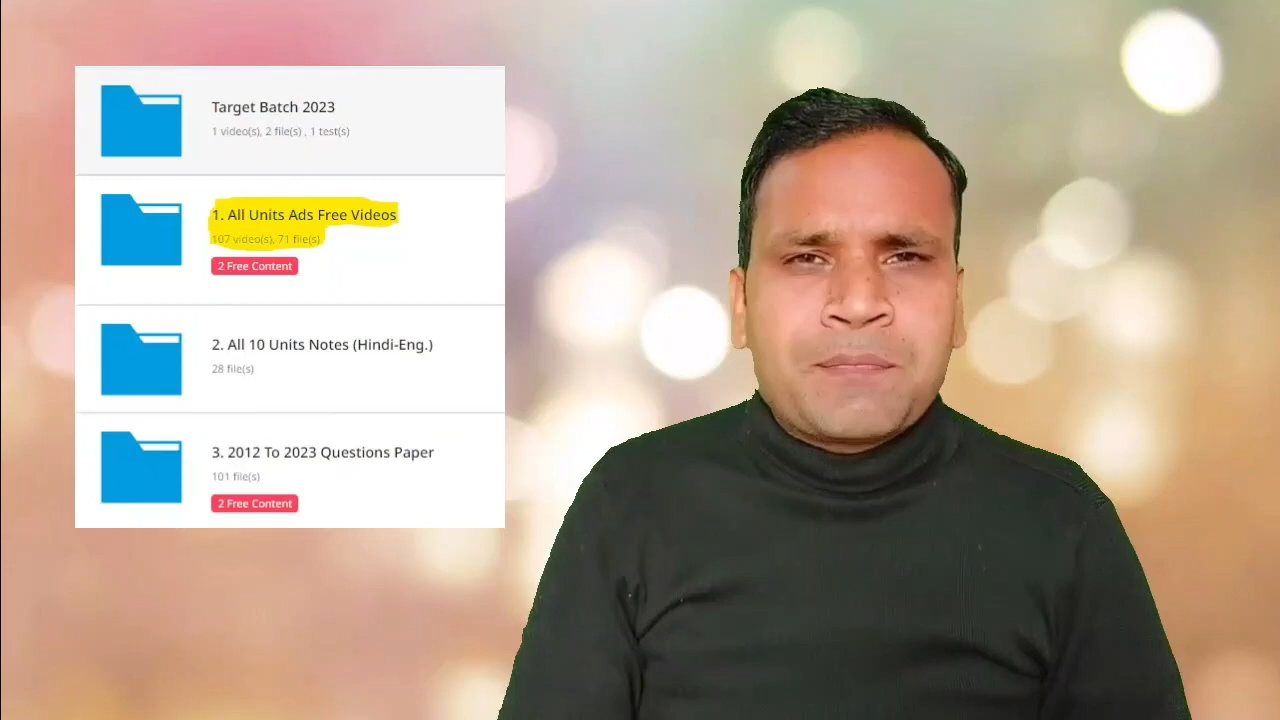 Target Batch 2023
1 video(s), 2 file(s) , 1 test(s)
1. All Units Ads Free Videos
107 video(s), 71 file(s)
2 Free Content
2. All 10 Units Notes (Hindi-Eng.)
28 file(s)
3. 2012 To 2023 Questions Paper
101 file(s)
2 Free Content